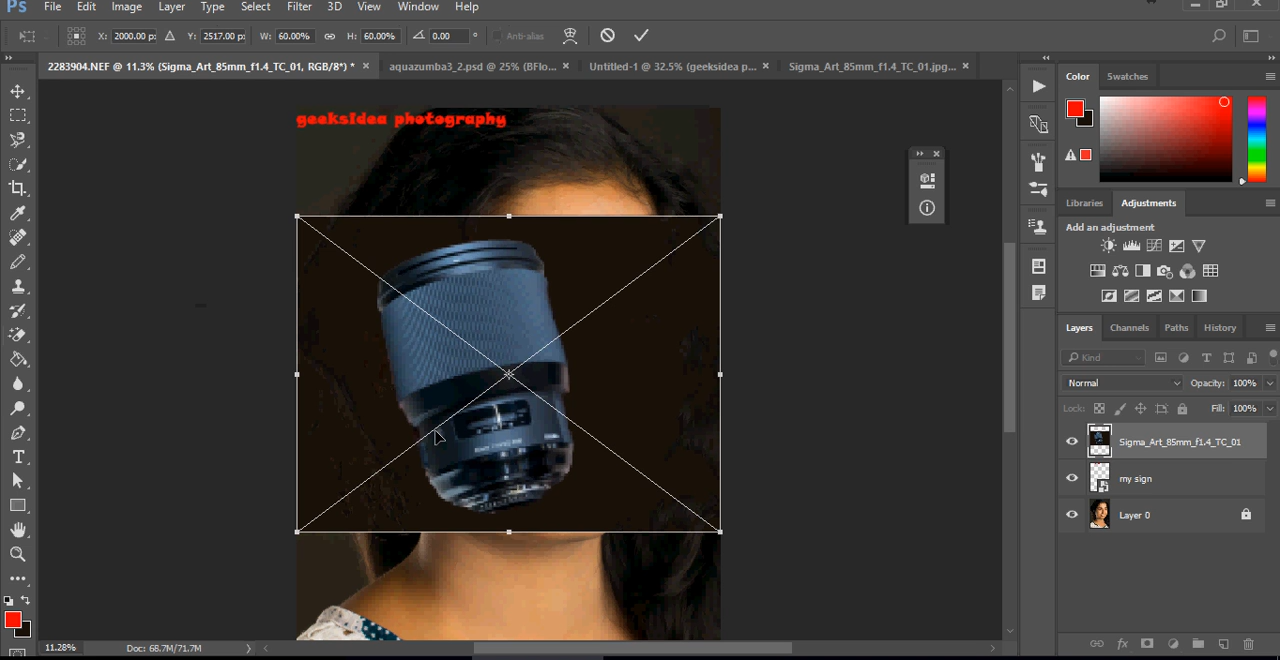 Ps File Edit Image Layer Type Select Filter 3D View Window Help
X: 2000.00 p: Y: 2517.00 p: W: 60.00% H: 60.00% 0.00 ° Anti-alias
2283904.NEF @ 11.3% (Sigma_Art_85mm_f1.4_TC_01, RGB/8*) * × aquazumba3_2.psd @ 25% (BFlo... × Untitled-1 @ 32.5% (geeksidea p... × Sigma_Art_85mm_f1.4_TC_01.jpg... ×
Color Swatches
geeksidea photography
Libraries Adjustments
Add an adjustment
Layers Channels Paths History
Kind
Normal Opacity: 100%
Lock: Fill: 100%
Sigma_Art_85mm_f1.4_TC_01
my sign
Layer 0
11.28% Doc: 68.7M/71.7M